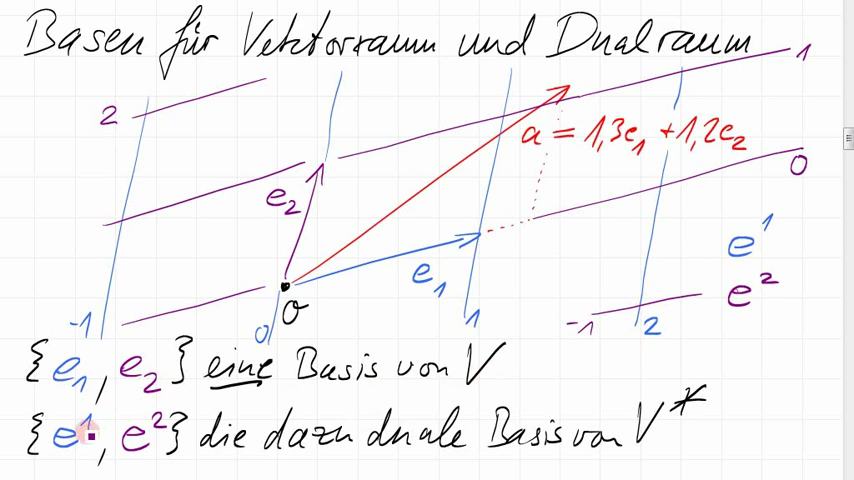 Basen für Vektorraum und Dualraum
1
2
a = 1,3e₁ + 1,2e₂
0
e₂
e¹
e₁
e²
0
-1
0
1
-1
2
{e₁, e₂} eine Basis von V
{e¹, e²} die dazu duale Basis von V*